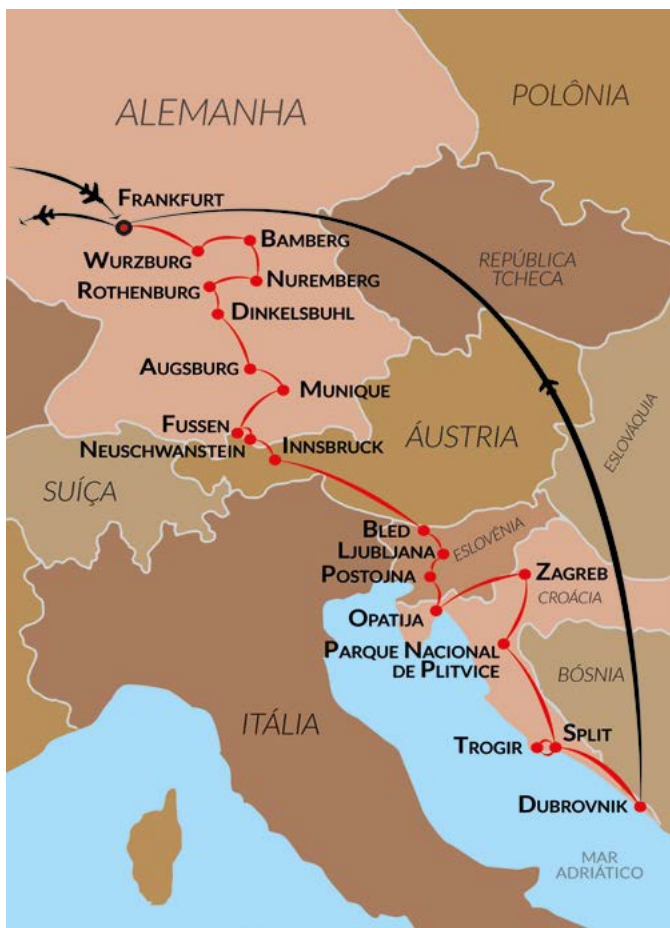 ALEMANHA
POLÔNIA
FRANKFURT
BAMBERG
WURZBURG
REPÚBLICA
TCHECA
NUREMBERG
ROTHENBURG
DINKELSBUHL
AUGSBURG
MUNIQUE
ESLOVÁQUIA
FUSSEN
ÁUSTRIA
NEUSCHWANSTEIN
INNSBRUCK
SUÍÇA
BLED
ESLOVÊNIA
LJUBLJANA
POSTOJNA
ZAGREB
CROÁCIA
OPATIJA
PARQUE NACIONAL
DE PLITVICE
BÓSNIA
ITÁLIA
SPLIT
TROGIR
DUBROVNIK
MAR
ADRIÁTICO